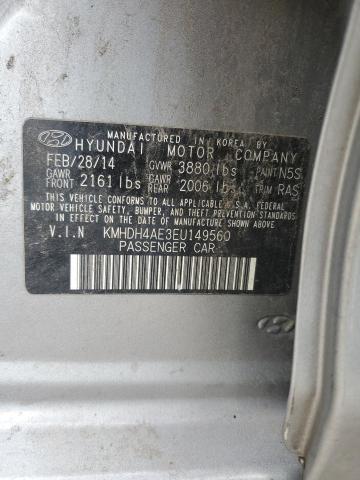 MANUFACTURED IN KOREA BY
HYUNDAI MOTOR COMPANY
FEB/28/14 GVWR 3880 lbs PAINT N5S
GAWR FRONT 2161 lbs GAWR REAR 2006 lbs TRIM RAS
THIS VEHICLE CONFORMS TO ALL APPLICABLE U.S.A. FEDERAL
MOTOR VEHICLE SAFETY, BUMPER, AND THEFT PREVENTION
STANDARDS IN EFFECT ON THE DATE OF MANUFACTURE SHOWN ABOVE.
V.I.N KMHDH4AE3EU149560
PASSENGER CAR